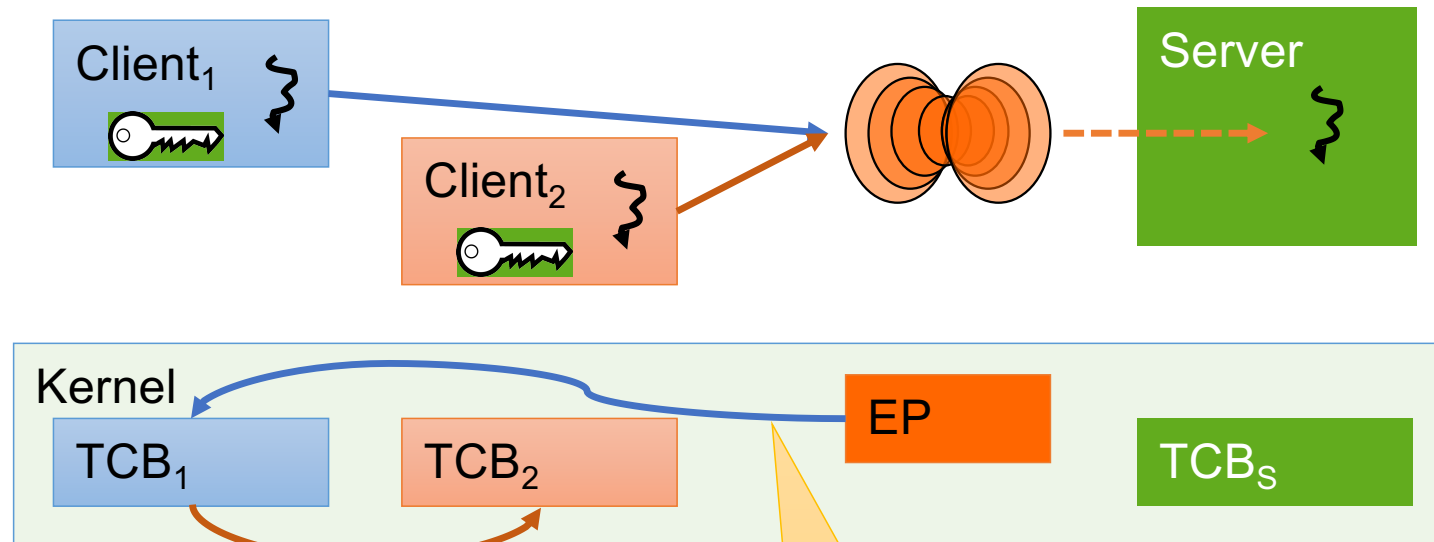 Client₁
Server
Client₂
Kernel
EP
TCB₁
TCB₂
TCBₛ